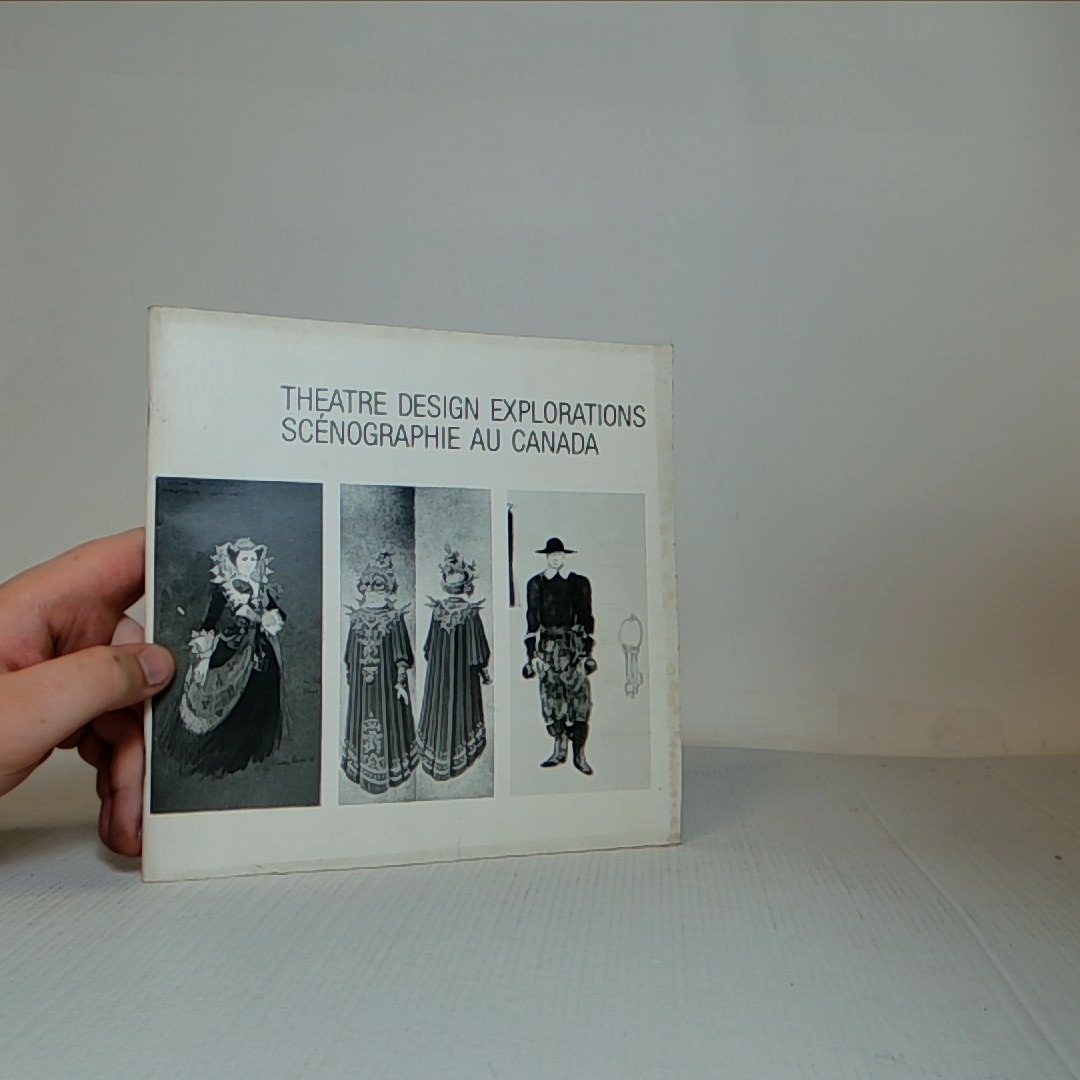 THEATRE DESIGN EXPLORATIONS
SCÉNOGRAPHIE AU CANADA